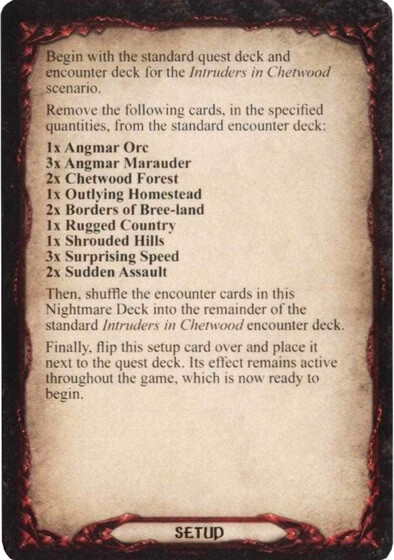 Begin with the standard quest deck and
encounter deck for the Intruders in Chetwood
scenario.
Remove the following cards, in the specified
quantities, from the standard encounter deck:
1x Angmar Orc
3x Angmar Marauder
2x Chetwood Forest
1x Outlying Homestead
2x Borders of Bree-land
1x Rugged Country
1x Shrouded Hills
3x Surprising Speed
2x Sudden Assault
Then, shuffle the encounter cards in this
Nightmare Deck into the remainder of the
standard Intruders in Chetwood encounter deck.
Finally, flip this setup card over and place it
next to the quest deck. Its effect remains active
throughout the game, which is now ready to
begin.
SETUP